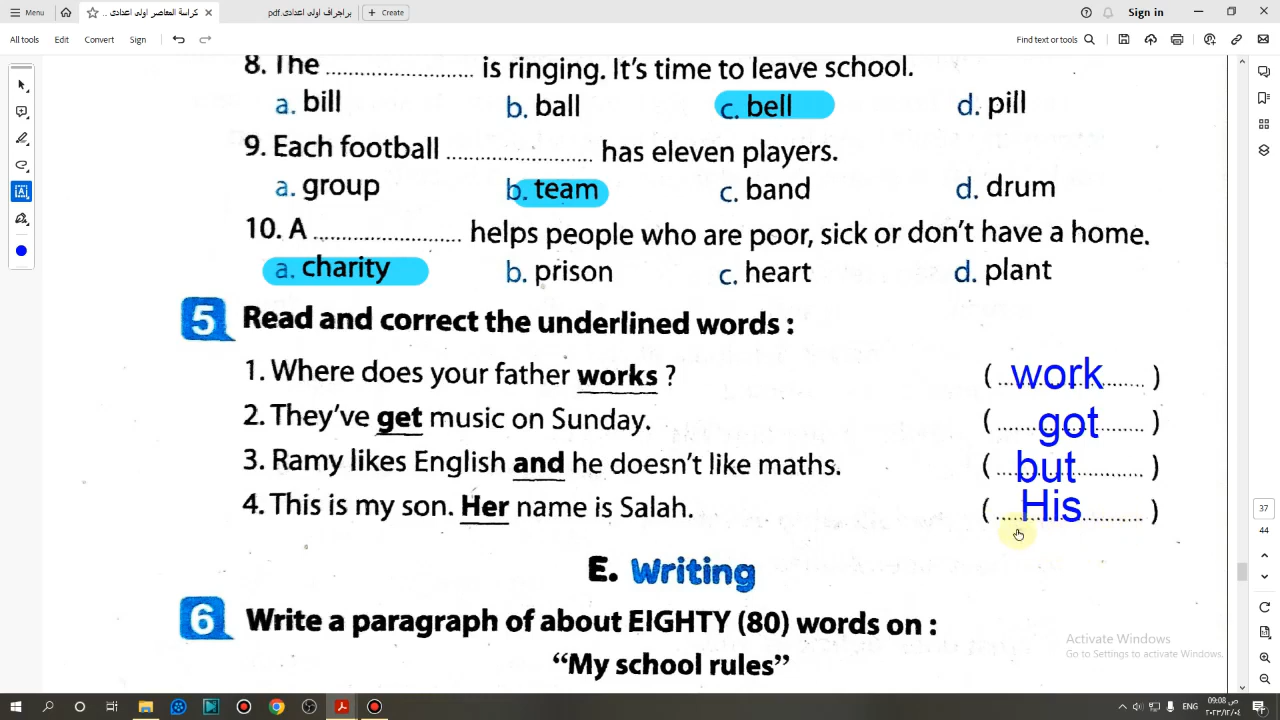 Menu
كراسة المعاصر اولى اعدادى ..
براجراف اولى اعدادى.pdf
Create
Sign in
All tools Edit Convert Sign
Find text or tools
8. The ........................ is ringing. It's time to leave school.
a. bill b. ball c. bell d. pill
9. Each football ........................ has eleven players.
a. group b. team c. band d. drum
10. A ........................ helps people who are poor, sick or don't have a home.
a. charity b. prison c. heart d. plant
5 Read and correct the underlined words :
1. Where does your father works ? (... work ......)
2. They've get music on Sunday. (...... got ......)
3. Ramy likes English and he doesn't like maths. (... but .........)
4. This is my son. Her name is Salah. (... His .........)
E. Writing
6 Write a paragraph of about EIGHTY (80) words on :
"My school rules"
37
44
Activate Windows
Go to Settings to activate Windows.
ENG
09:08 ص